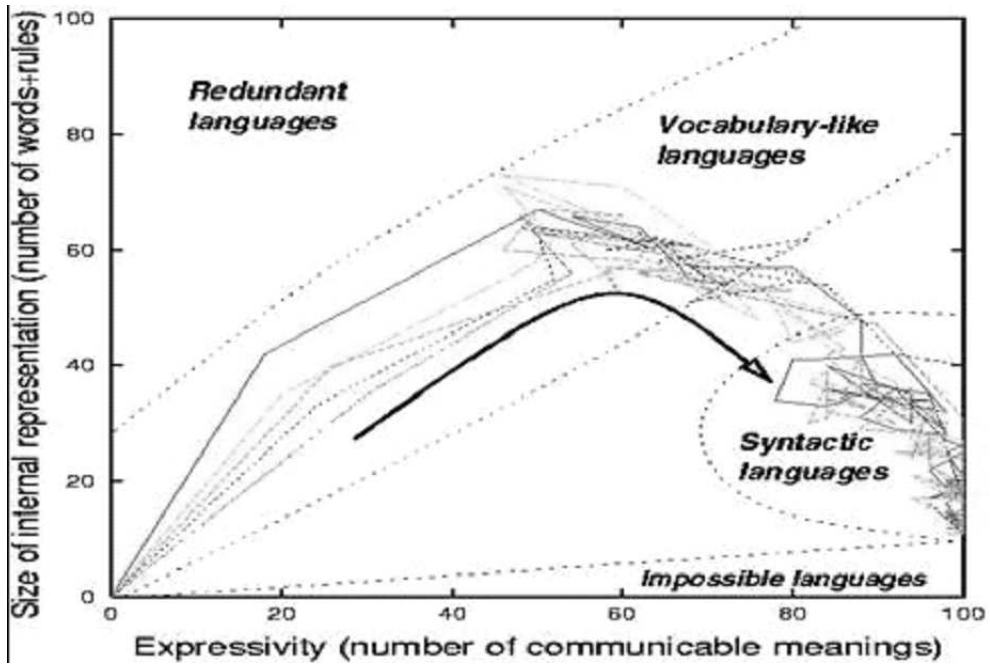 Size of internal representation (number of words+rules)
100
80
60
40
20
0
Redundant
languages
Vocabulary-like
languages
Syntactic
languages
Impossible languages
0 20 40 60 80 100
Expressivity (number of communicable meanings)